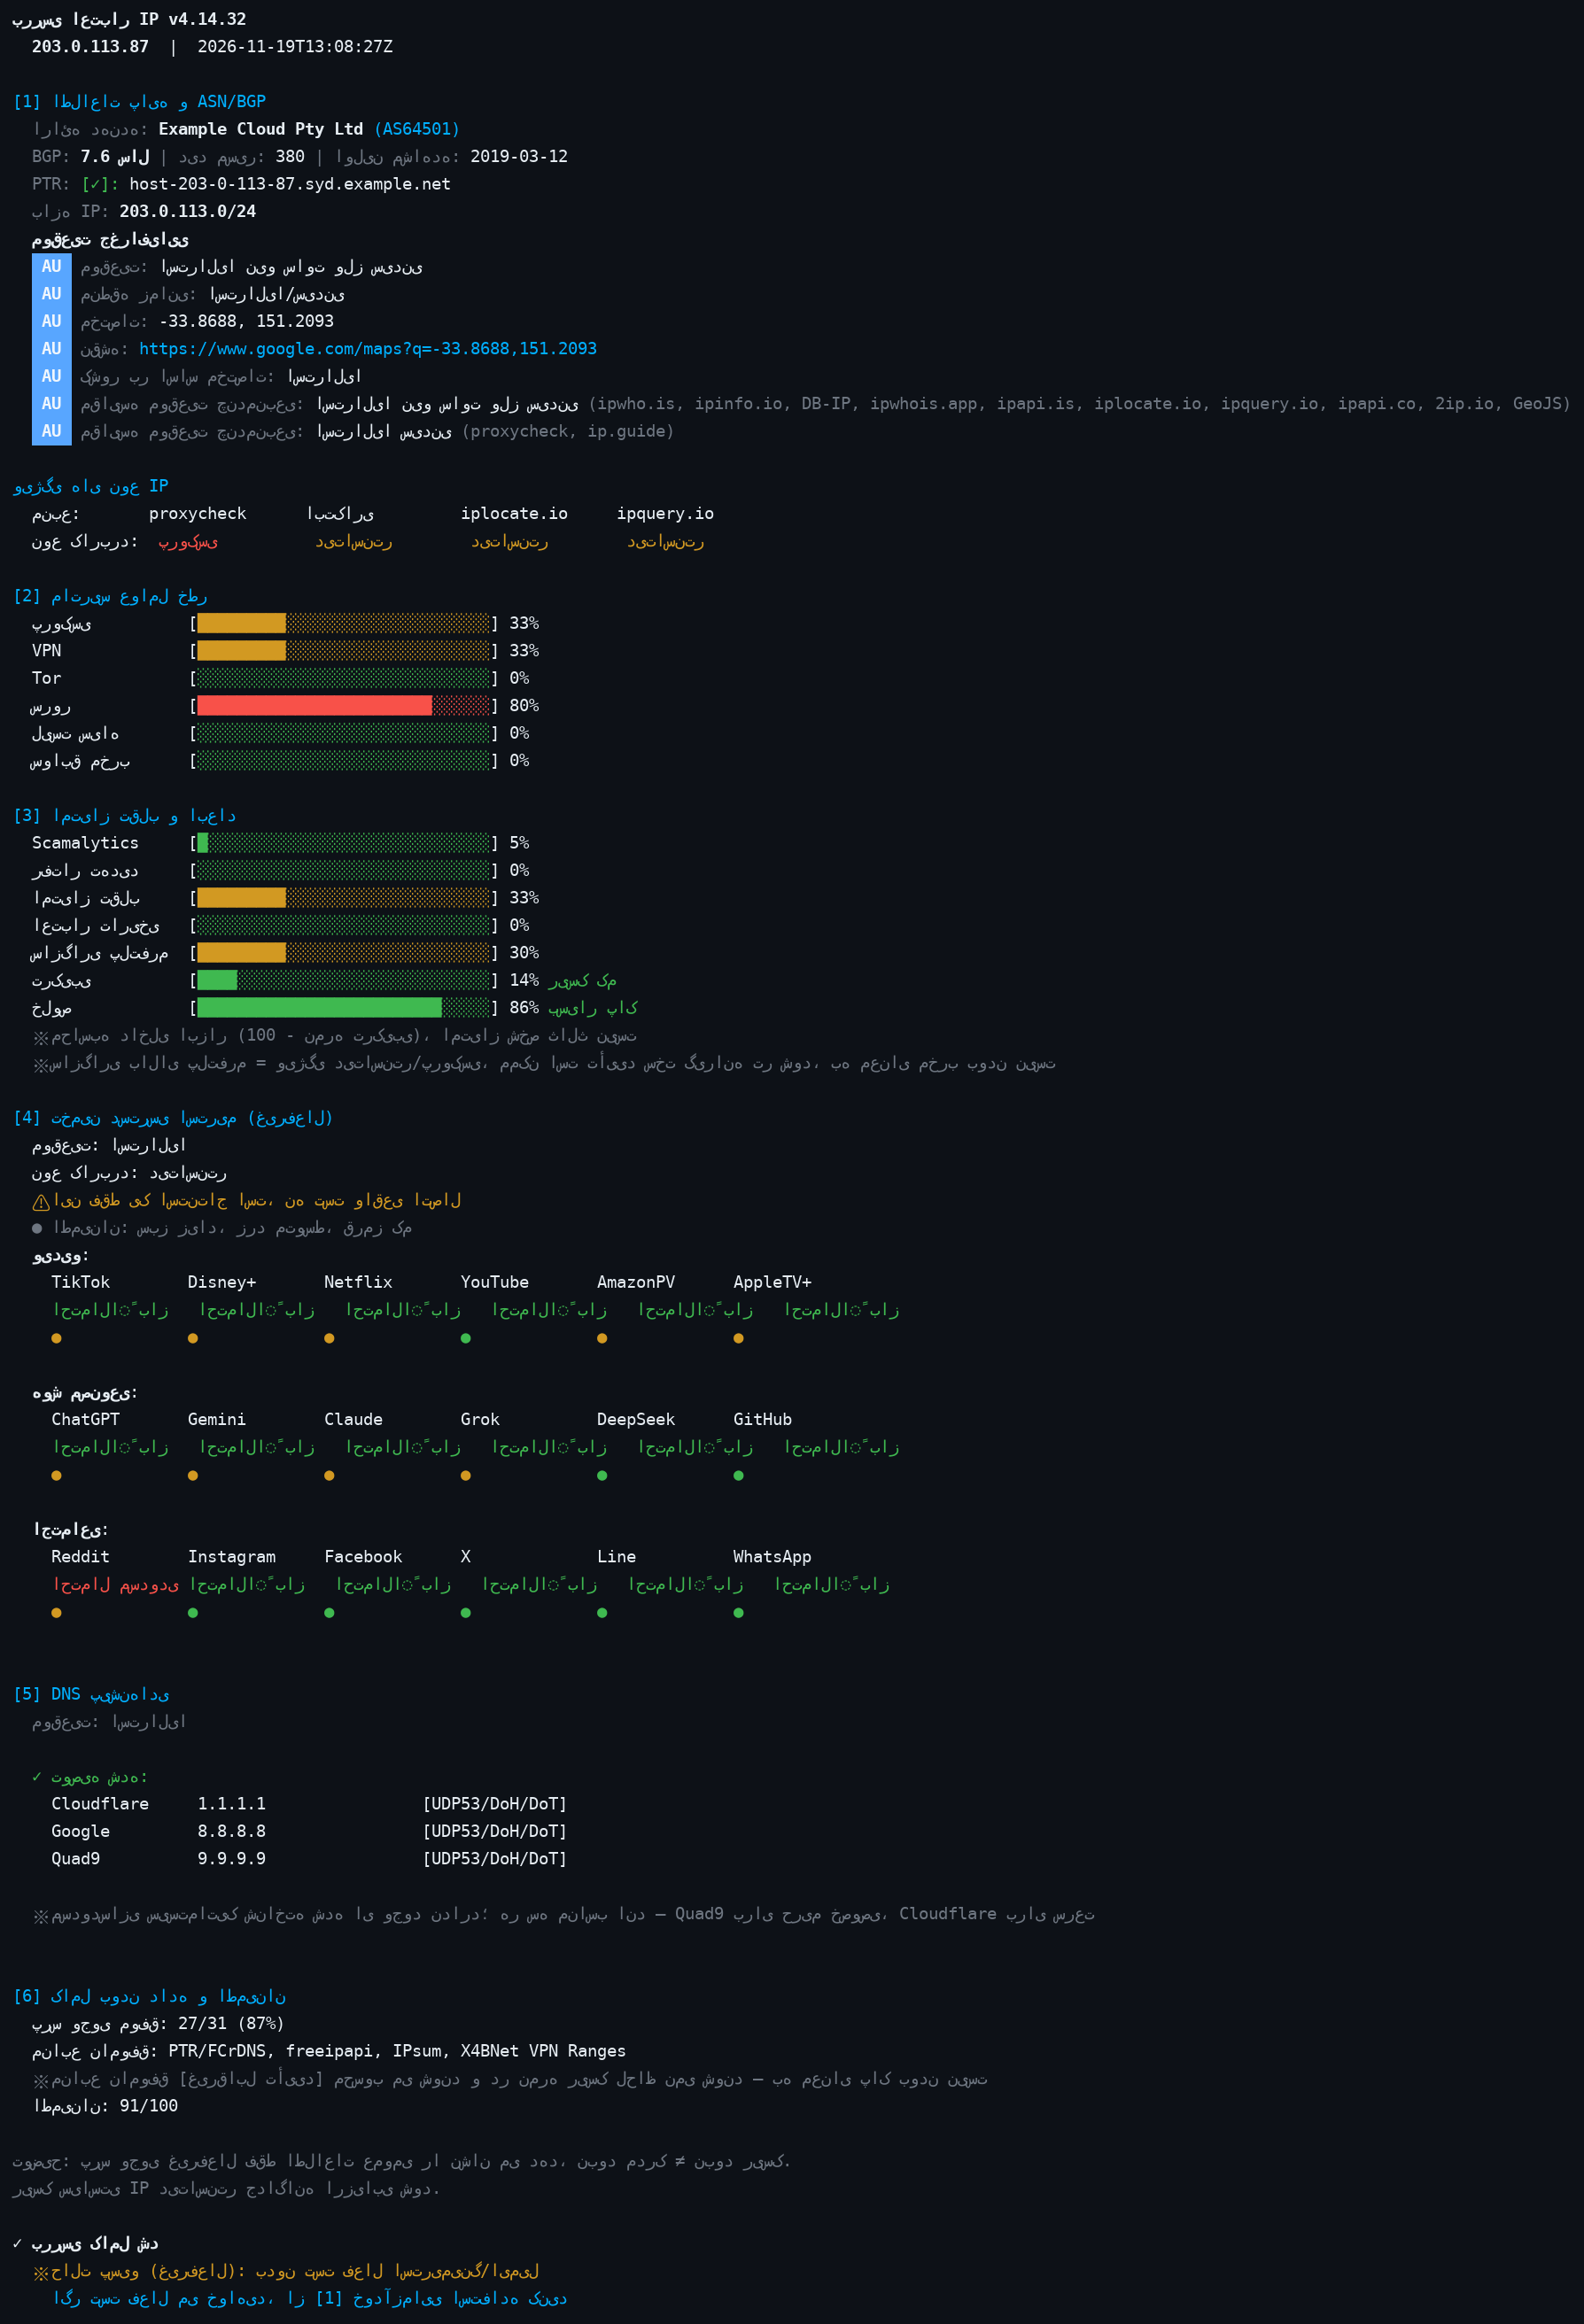 بررسی اعتبار IP v4.14.32
203.0.113.87 | 2026-11-19T13:08:27Z
[1] اطلاعات پایه و ASN/BGP
ارائه دهنده: Example Cloud Pty Ltd (AS64501)
BGP: 7.6 سال | دید مسیر: 380 | اولین مشاهده: 2019-03-12
PTR: [✓]: host-203-0-113-87.syd.example.net
بازه IP: 203.0.113.0/24
موقعیت جغرافیایی
AU موقعیت: استرالیا نیو ساوت ولز سیدنی
AU منطقه زمانی: استرالیا/سیدنی
AU مختصات: -33.8688, 151.2093
AU نقشه: https://www.google.com/maps?q=-33.8688,151.2093
AU کشور بر اساس مختصات: استرالیا
AU مقایسه موقعیت چندمنبعی: استرالیا نیو ساوت ولز سیدنی (ipwho.is, ipinfo.io, DB-IP, ipwhois.app, ipapi.is, iplocate.io, ipquery.io, ipapi.co, 2ip.io, GeoJS)
AU مقایسه موقعیت چندمنبعی: استرالیا سیدنی (proxycheck, ip.guide)
ویژگی های نوع IP
منبع: proxycheck ابتکاری iplocate.io ipquery.io
نوع کاربرد: پروکسی دیتاسنتر دیتاسنتر دیتاسنتر
[2] ماتریس عوامل خطر
پروکسی [] 33%
VPN [] 33%
Tor [] 0%
سرور [] 80%
لیست سیاه [] 0%
سوابق مخرب [] 0%
[3] امتیاز تقلب و ابعاد
Scamalytics [] 5%
رفتار تهدید [] 0%
امتیاز تقلب [] 33%
اعتبار تاریخی [] 0%
سازگاری پلتفرم [] 30%
ترکیبی [] 14% ریسک کم
خلوص [] 86% بسیار پاک
※محاسبه داخلی ابزار (100 - نمره ترکیبی)، امتیاز شخص ثالث نیست
※سازگاری بالای پلتفرم = ویژگی دیتاسنتر/پروکسی، ممکن است تأیید سخت گیرانه تر شود، به معنای مخرب بودن نیست
[4] تخمین دسترسی استریم (غیرفعال)
موقعیت: استرالیا
نوع کاربرد: دیتاسنتر
⚠این فقط یک استنتاج است، نه تست واقعی اتصال
● اطمینان: سبز زیاد، زرد متوسط، قرمز کم
ویدیو:
TikTok Disney+ Netflix YouTube AmazonPV AppleTV+
احتمالاً باز احتمالاً باز احتمالاً باز احتمالاً باز احتمالاً باز احتمالاً باز
● ● ● ● ● ●
هوش مصنوعی:
ChatGPT Gemini Claude Grok DeepSeek GitHub
احتمالاً باز احتمالاً باز احتمالاً باز احتمالاً باز احتمالاً باز احتمالاً باز
● ● ● ● ● ●
اجتماعی:
Reddit Instagram Facebook X Line WhatsApp
احتمال مسدودی احتمالاً باز احتمالاً باز احتمالاً باز احتمالاً باز احتمالاً باز
● ● ● ● ● ●
[5] DNS پیشنهادی
موقعیت: استرالیا
✓ توصیه شده:
Cloudflare 1.1.1.1 [UDP53/DoH/DoT]
Google 8.8.8.8 [UDP53/DoH/DoT]
Quad9 9.9.9.9 [UDP53/DoH/DoT]
※مسدودسازی سیستماتیک شناخته شده ای وجود ندارد؛ هر سه مناسب اند — Quad9 برای حریم خصوصی، Cloudflare برای سرعت
[6] کامل بودن داده و اطمینان
پرس وجوی موفق: 27/31 (87%)
منابع ناموفق: PTR/FCrDNS, freeipapi, IPsum, X4BNet VPN Ranges
※منابع ناموفق [غیرقابل تأیید] محسوب می شوند و در نمره ریسک لحاظ نمی شوند — به معنای پاک بودن نیست
اطمینان: 91/100
توضیح: پرس وجوی غیرفعال فقط اطلاعات عمومی را نشان می دهد، نبود مدرک ≠ نبود ریسک.
ریسک سیاستی IP دیتاسنتر جداگانه ارزیابی شود.
✓ بررسی کامل شد
※حالت پسیو (غیرفعال): بدون تست فعال استریمینگ/ایمیل
اگر تست فعال می خواهید، از [1] خودآزمایی استفاده کنید